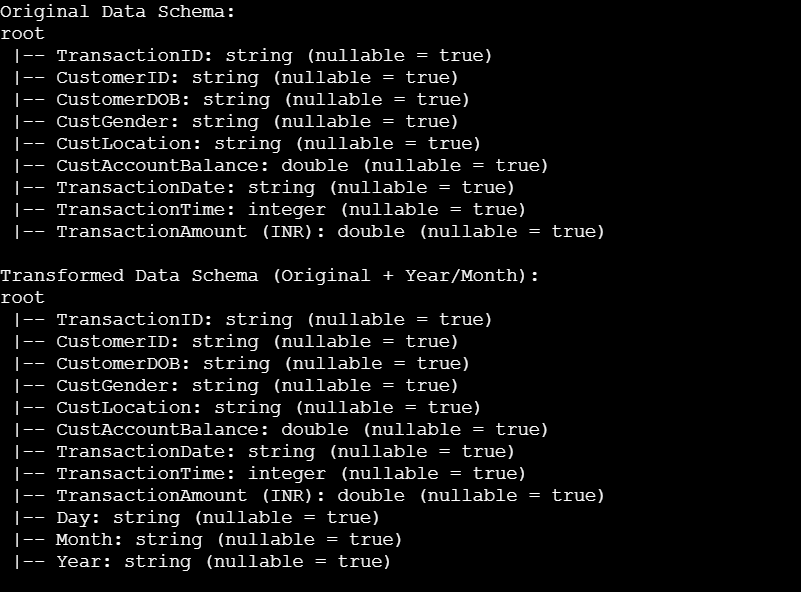 Original Data Schema:
root
 |-- TransactionID: string (nullable = true)
 |-- CustomerID: string (nullable = true)
 |-- CustomerDOB: string (nullable = true)
 |-- CustGender: string (nullable = true)
 |-- CustLocation: string (nullable = true)
 |-- CustAccountBalance: double (nullable = true)
 |-- TransactionDate: string (nullable = true)
 |-- TransactionTime: integer (nullable = true)
 |-- TransactionAmount (INR): double (nullable = true)

Transformed Data Schema (Original + Year/Month):
root
 |-- TransactionID: string (nullable = true)
 |-- CustomerID: string (nullable = true)
 |-- CustomerDOB: string (nullable = true)
 |-- CustGender: string (nullable = true)
 |-- CustLocation: string (nullable = true)
 |-- CustAccountBalance: double (nullable = true)
 |-- TransactionDate: string (nullable = true)
 |-- TransactionTime: integer (nullable = true)
 |-- TransactionAmount (INR): double (nullable = true)
 |-- Day: string (nullable = true)
 |-- Month: string (nullable = true)
 |-- Year: string (nullable = true)